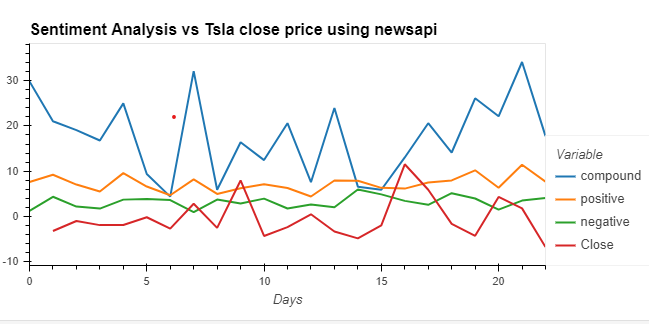 Sentiment Analysis vs Tsla close price using newsapi
30
20
10
0
-10
0
5
10
15
20
Days
Variable
compound
positive
negative
Close